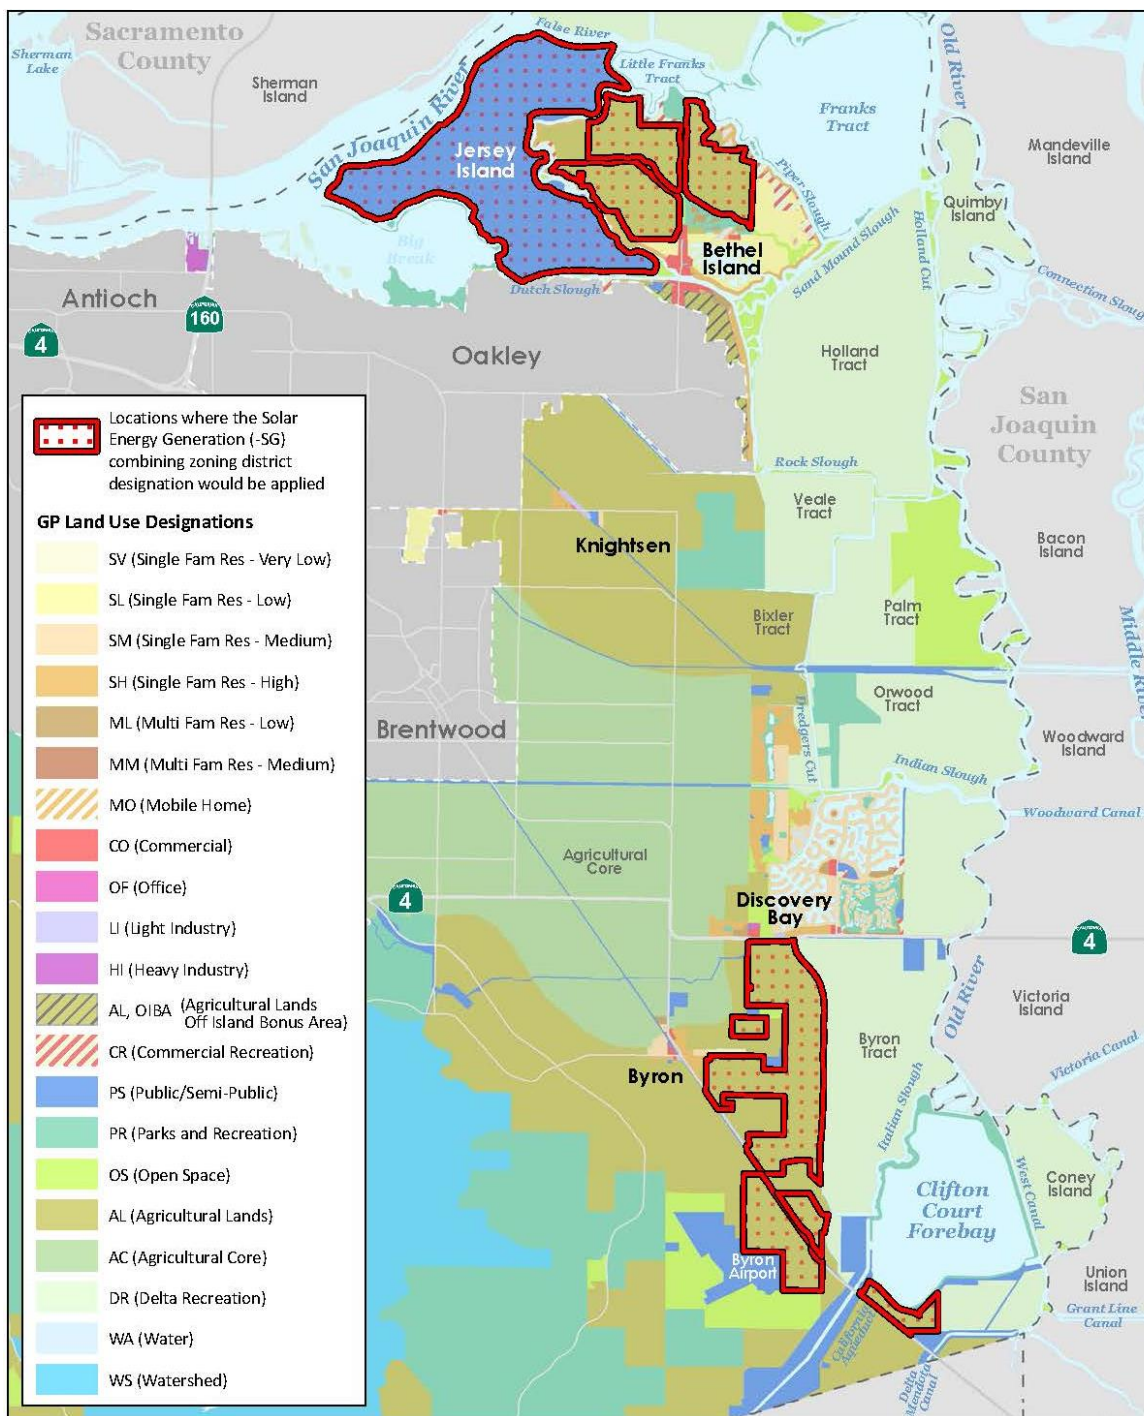 Sacramento
County
Sherman
Lake
Sherman
Island
False River
Little Franks
Tract
Old River
Franks
Tract
Mandeville
Island
San Joaquin River
Jersey
Island
Piper Slough
Quimby
Island
Big
Break
Bethel
Island
Sand Mound Slough
Holland Cut
Connection Slough
Dutch Slough
Antioch
CALIFORNIA
160
CALIFORNIA
4
Oakley
Holland
Tract
San
Joaquin
County
Rock Slough
Veale
Tract
Knightsen
Bacon
Island
Bixler
Tract
Palm
Tract
Middle River
Orwood
Tract
Dredgers Cut
Brentwood
Woodward
Island
Indian Slough
Woodward Canal
Agricultural
Core
CALIFORNIA
4
Discovery
Bay
CALIFORNIA
4
Old River
Victoria
Island
Byron
Tract
Victoria Canal
Byron
Italian Slough
West Canal
Coney
Island
Clifton
Court
Forebay
Byron
Airport
Union
Island
Grant Line
Canal
California
Aqueduct
Delta
Mendota
Canal
Locations where the Solar
Energy Generation (-SG)
combining zoning district
designation would be applied
GP Land Use Designations
SV (Single Fam Res - Very Low)
SL (Single Fam Res - Low)
SM (Single Fam Res - Medium)
SH (Single Fam Res - High)
ML (Multi Fam Res - Low)
MM (Multi Fam Res - Medium)
MO (Mobile Home)
CO (Commercial)
OF (Office)
LI (Light Industry)
HI (Heavy Industry)
AL, OIBA (Agricultural Lands
Off Island Bonus Area)
CR (Commercial Recreation)
PS (Public/Semi-Public)
PR (Parks and Recreation)
OS (Open Space)
AL (Agricultural Lands)
AC (Agricultural Core)
DR (Delta Recreation)
WA (Water)
WS (Watershed)